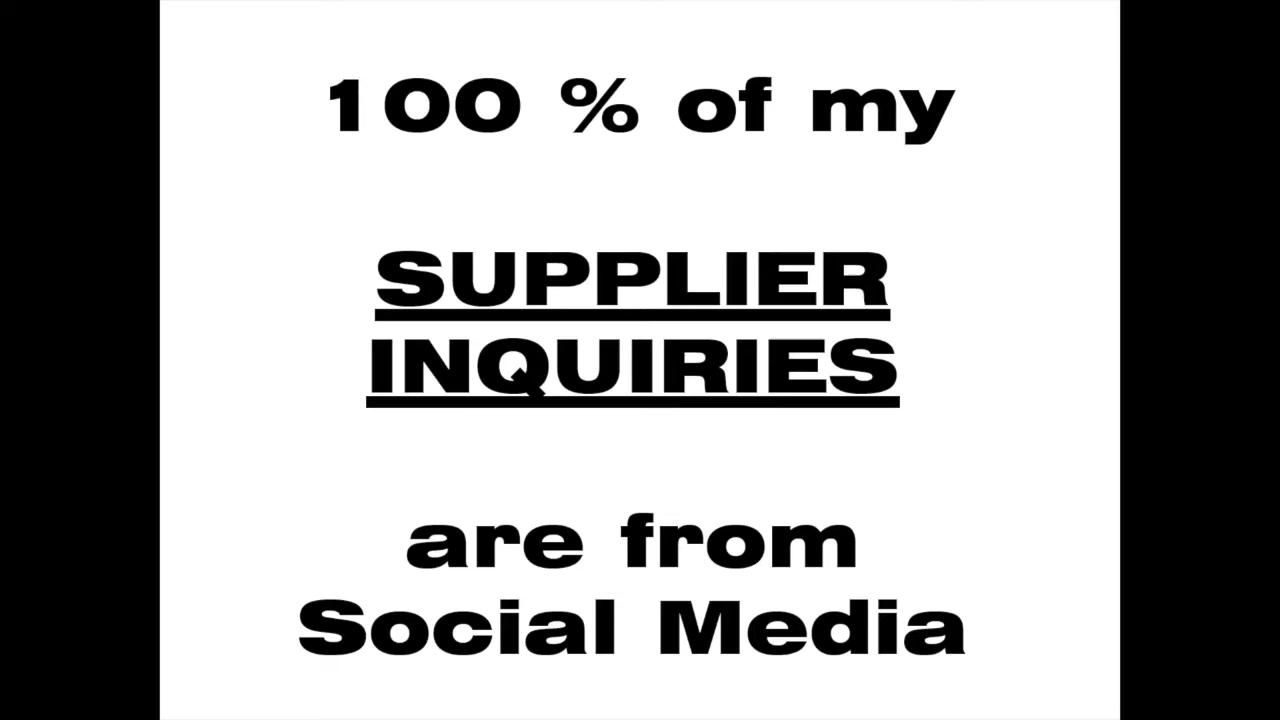 100 % of my
SUPPLIER
INQUIRIES
are from
Social Media